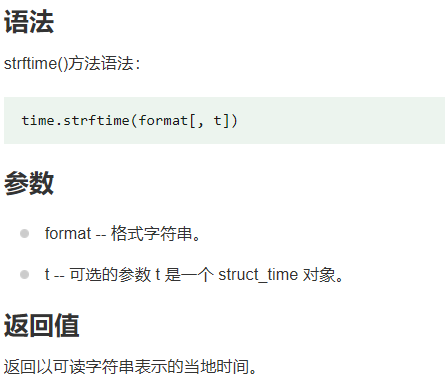 语法
strftime()方法语法：
time.strftime(format[, t])
参数
format -- 格式字符串。
t -- 可选的参数 t 是一个 struct_time 对象。
返回值
返回以可读字符串表示的当地时间。